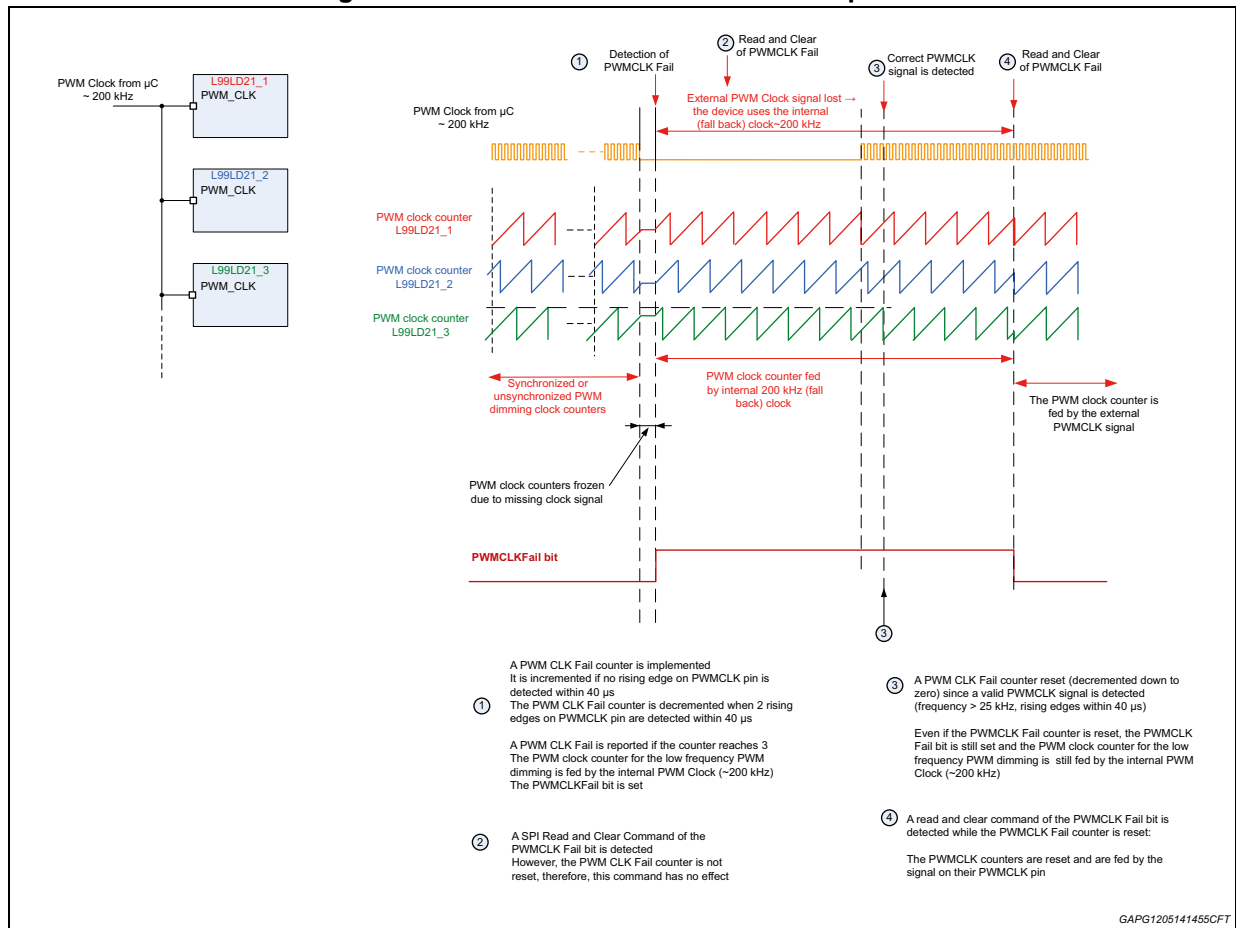 PWM Clock from µC
~ 200 kHz
L99LD21_1
PWM_CLK
L99LD21_2
PWM_CLK
L99LD21_3
PWM_CLK
1
Detection of
PWMCLK Fail
2
Read and Clear
of PWMCLK Fail
3
Correct PWMCLK
signal is detected
4
Read and Clear
of PWMCLK Fail
PWM Clock from µC
~ 200 kHz
External PWM Clock signal lost →
the device uses the internal
(fall back) clock~200 kHz
PWM clock counter
L99LD21_1
PWM clock counter
L99LD21_2
PWM clock counter
L99LD21_3
Synchronized or
unsynchronized PWM
dimming clock counters
PWM clock counter fed
by internal 200 kHz (fall
back) clock
The PWM clock counter is
fed by the external
PWMCLK signal
PWM clock counters frozen
due to missing clock signal
PWMCLKFail bit
3
1
A PWM CLK Fail counter is implemented
It is incremented if no rising edge on PWMCLK pin is
detected within 40 µs
The PWM CLK Fail counter is decremented when 2 rising
edges on PWMCLK pin are detected within 40 µs
A PWM CLK Fail is reported if the counter reaches 3
The PWM clock counter for the low frequency PWM
dimming is fed by the internal PWM Clock (~200 kHz)
The PWMCLKFail bit is set
2
A SPI Read and Clear Command of the
PWMCLK Fail bit is detected
However, the PWM CLK Fail counter is not
reset, therefore, this command has no effect
3
A PWM CLK Fail counter reset (decremented down to
zero) since a valid PWMCLK signal is detected
(frequency > 25 kHz, rising edges within 40 µs)
Even if the PWMCLK Fail counter is reset, the PWMCLK
Fail bit is still set and the PWM clock counter for the low
frequency PWM dimming is still fed by the internal PWM
Clock (~200 kHz)
4
A read and clear command of the PWMCLK Fail bit is
detected while the PWMCLK Fail counter is reset:
The PWMCLK counters are reset and are fed by the
signal on their PWMCLK pin
GAPG1205141455CFT